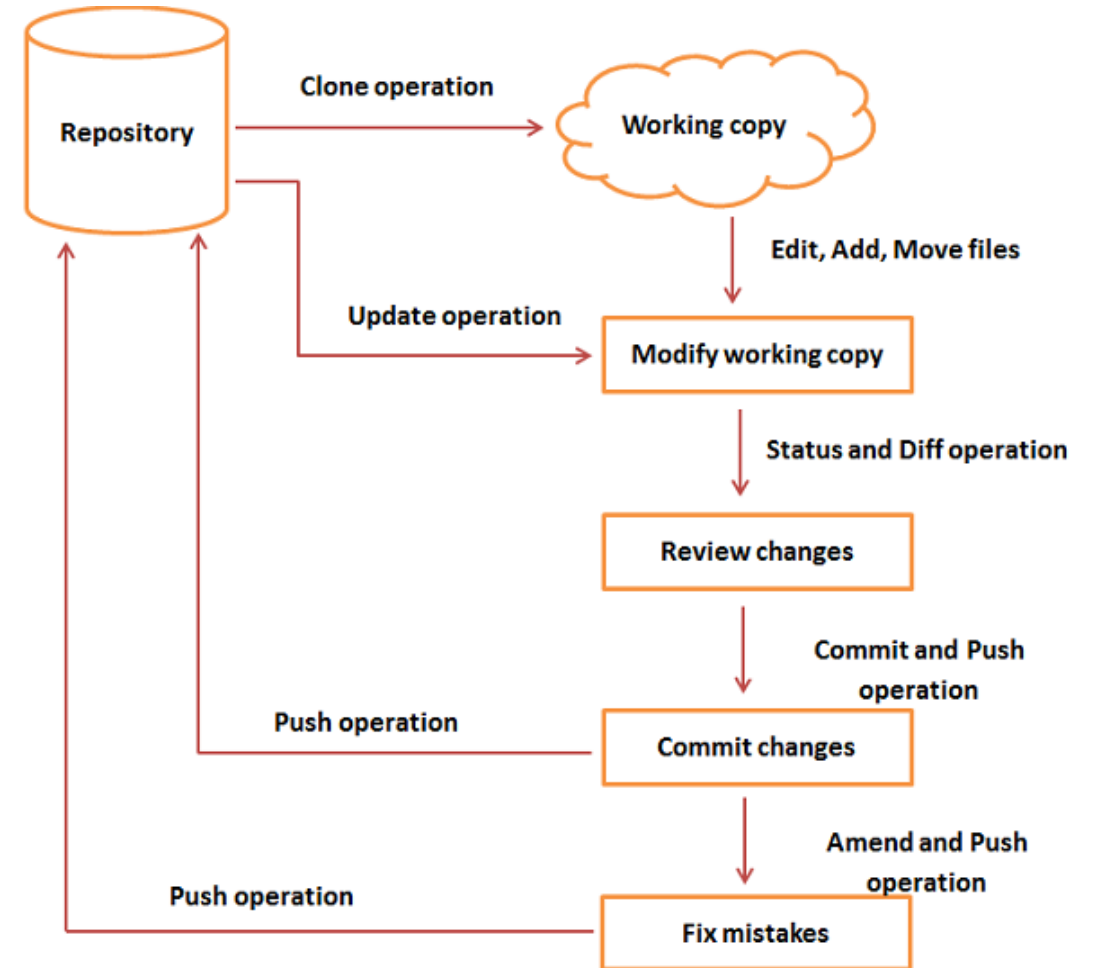 Clone operation
Repository
Working copy
Edit, Add, Move files
Update operation
Modify working copy
Status and Diff operation
Review changes
Commit and Push
operation
Push operation
Commit changes
Amend and Push
operation
Push operation
Fix mistakes